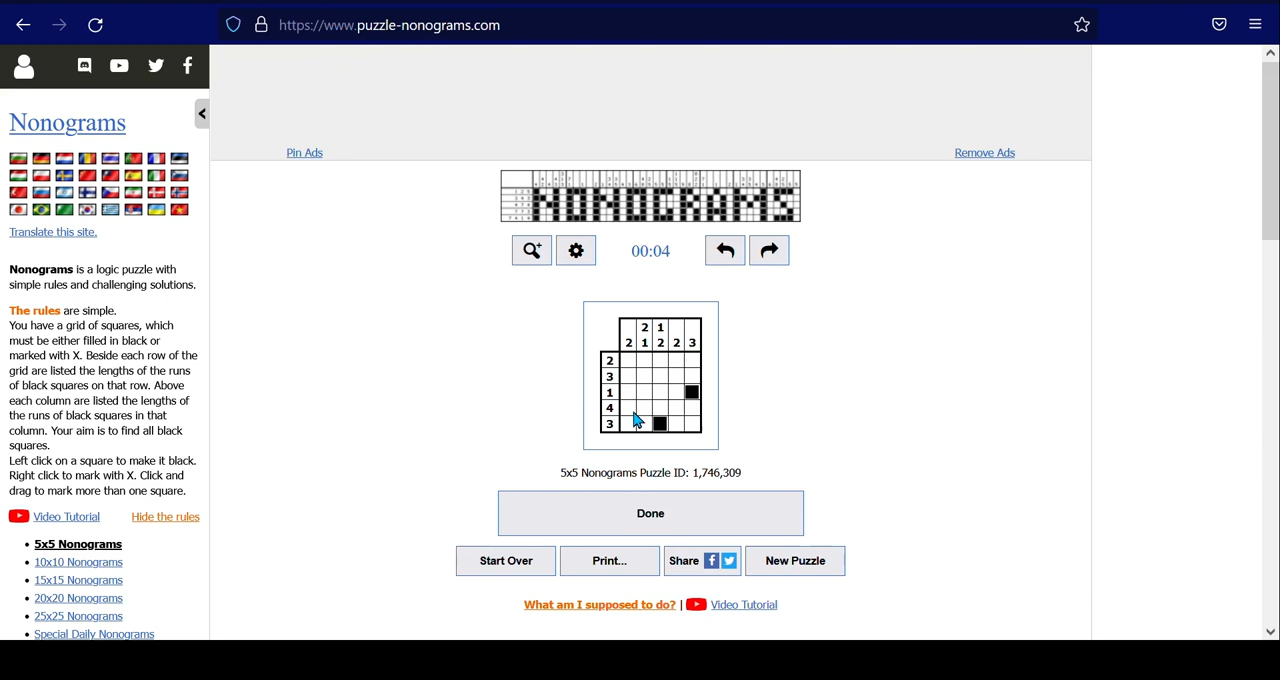 https://www.puzzle-nonograms.com
Nonograms
Translate this site.
Nonograms is a logic puzzle with
simple rules and challenging solutions.
The rules are simple.
You have a grid of squares, which
must be either filled in black or
marked with X. Beside each row of the
grid are listed the lengths of the runs
of black squares on that row. Above
each column are listed the lengths of
the runs of black squares in that
column. Your aim is to find all black
squares.
Left click on a square to make it black.
Right click to mark with X. Click and
drag to mark more than one square.
Video Tutorial Hide the rules
• 5x5 Nonograms
• 10x10 Nonograms
• 15x15 Nonograms
• 20x20 Nonograms
• 25x25 Nonograms
• Special Daily Nonograms
Pin Ads Remove Ads
NONOGRAMS
00:04
2 1
2 1 2 2 3
2
3
1
4
3
5x5 Nonograms Puzzle ID: 1,746,309
Done
Start Over Print... Share New Puzzle
What am I supposed to do? | Video Tutorial